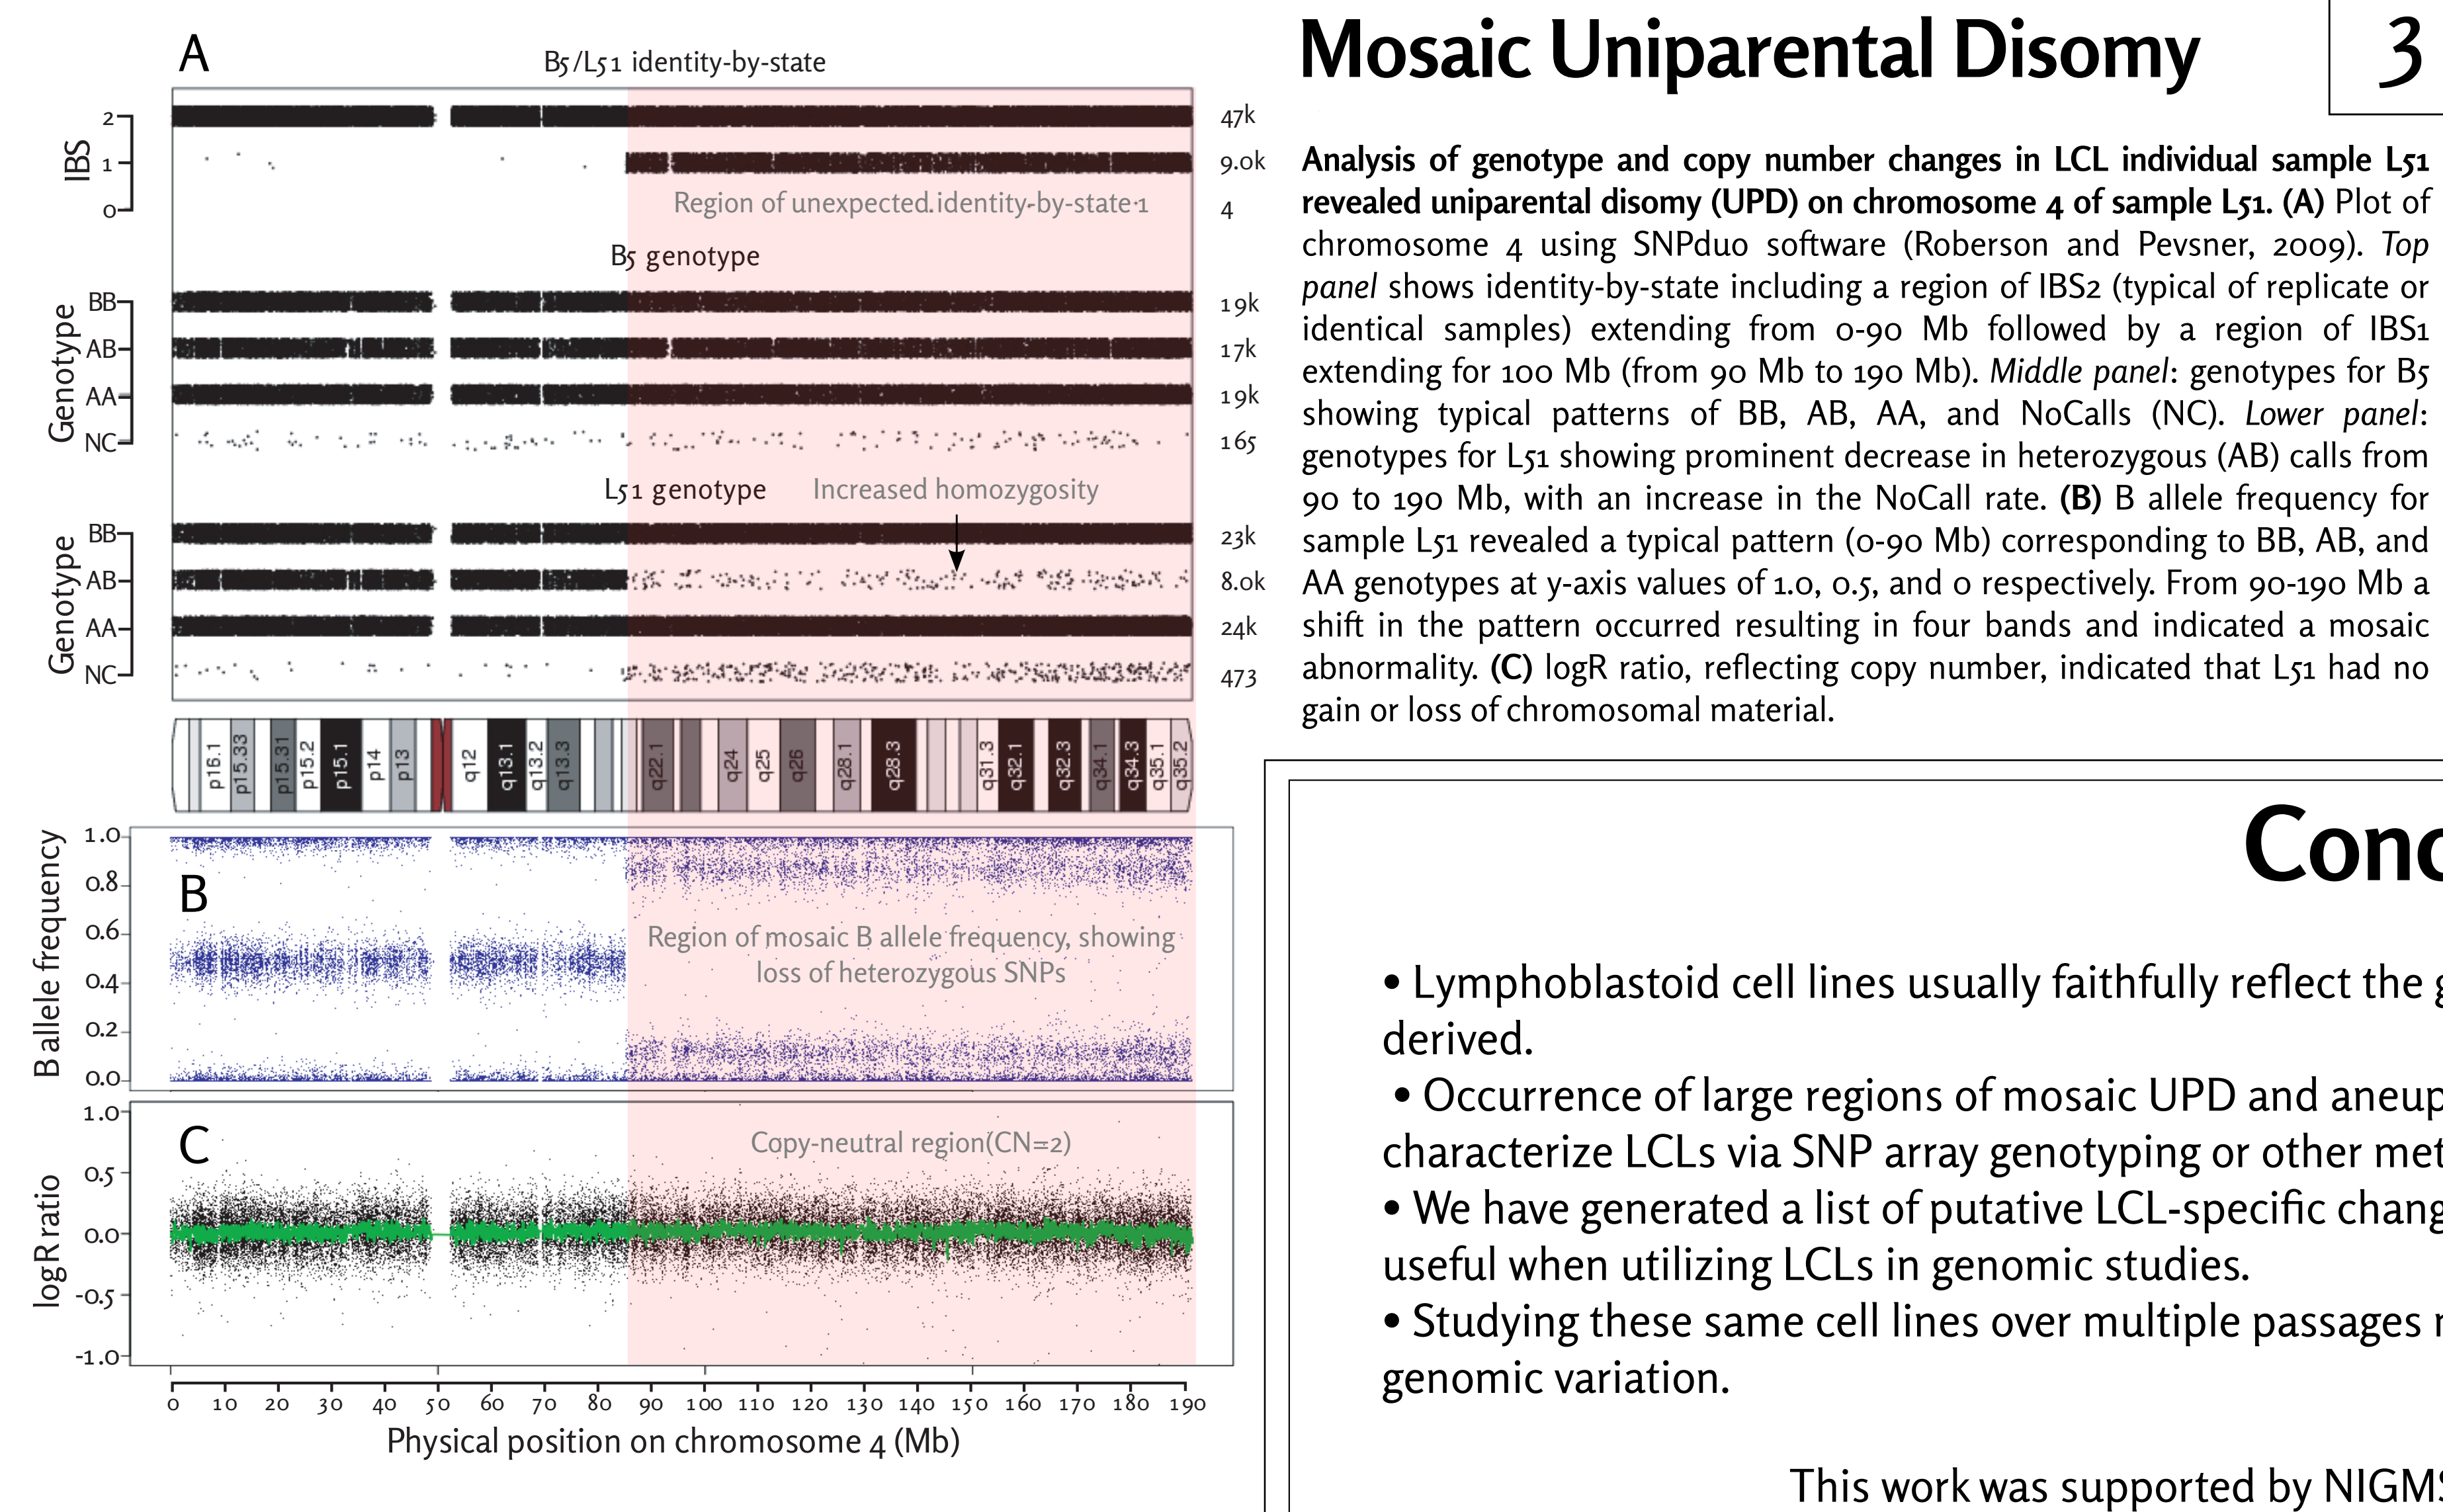 A
B5/L51 identity-by-state
IBS
2
1
0
47k
9.0k
4
Region of unexpected identity-by-state 1
B5 genotype
Genotype
BB
AB
AA
NC
19k
17k
19k
165
L51 genotype
Increased homozygosity
Genotype
BB
AB
AA
NC
23k
8.0k
24k
473
p16.1 p15.33 p15.31 p15.2 p15.1 p14 p13 q12 q13.1 q13.2 q13.3 q22.1 q24 q25 q26 q28.1 q28.3 q31.3 q32.1 q32.3 q34.1 q34.3 q35.1 q35.2
B
B allele frequency
1.0
0.8
0.6
0.4
0.2
0.0
Region of mosaic B allele frequency, showing
loss of heterozygous SNPs
C
logR ratio
1.0
0.5
0.0
-0.5
-1.0
Copy-neutral region(CN=2)
0 10 20 30 40 50 60 70 80 90 100 110 120 130 140 150 160 170 180 190
Physical position on chromosome 4 (Mb)
Mosaic Uniparental Disomy
3
Analysis of genotype and copy number changes in LCL individual sample L51
revealed uniparental disomy (UPD) on chromosome 4 of sample L51. (A) Plot of
chromosome 4 using SNPduo software (Roberson and Pevsner, 2009). Top
panel shows identity-by-state including a region of IBS2 (typical of replicate or
identical samples) extending from 0-90 Mb followed by a region of IBS1
extending for 100 Mb (from 90 Mb to 190 Mb). Middle panel: genotypes for B5
showing typical patterns of BB, AB, AA, and NoCalls (NC). Lower panel:
genotypes for L51 showing prominent decrease in heterozygous (AB) calls from
90 to 190 Mb, with an increase in the NoCall rate. (B) B allele frequency for
sample L51 revealed a typical pattern (0-90 Mb) corresponding to BB, AB, and
AA genotypes at y-axis values of 1.0, 0.5, and 0 respectively. From 90-190 Mb a
shift in the pattern occurred resulting in four bands and indicated a mosaic
abnormality. (C) logR ratio, reflecting copy number, indicated that L51 had no
gain or loss of chromosomal material.
Conc
• Lymphoblastoid cell lines usually faithfully reflect the g
derived.
• Occurrence of large regions of mosaic UPD and aneup
characterize LCLs via SNP array genotyping or other met
• We have generated a list of putative LCL-specific chang
useful when utilizing LCLs in genomic studies.
• Studying these same cell lines over multiple passages
genomic variation.
This work was supported by NIGMS